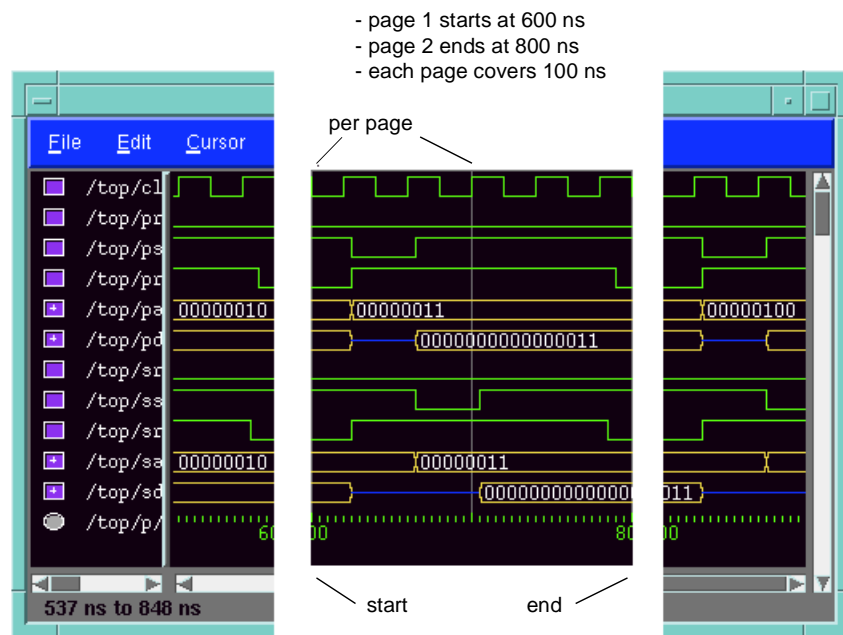 - page 1 starts at 600 ns
- page 2 ends at 800 ns
- each page covers 100 ns
per page
File Edit Cursor
/top/cl
/top/pr
/top/ps
/top/pr
/top/pa 00000010 00000011 00000100
/top/pd 0000000000000011
/top/sr
/top/ss
/top/sr
/top/sa 00000010 00000011
/top/sd 00000000000000 011
/top/p/
60 00 80 00
start end
537 ns to 848 ns